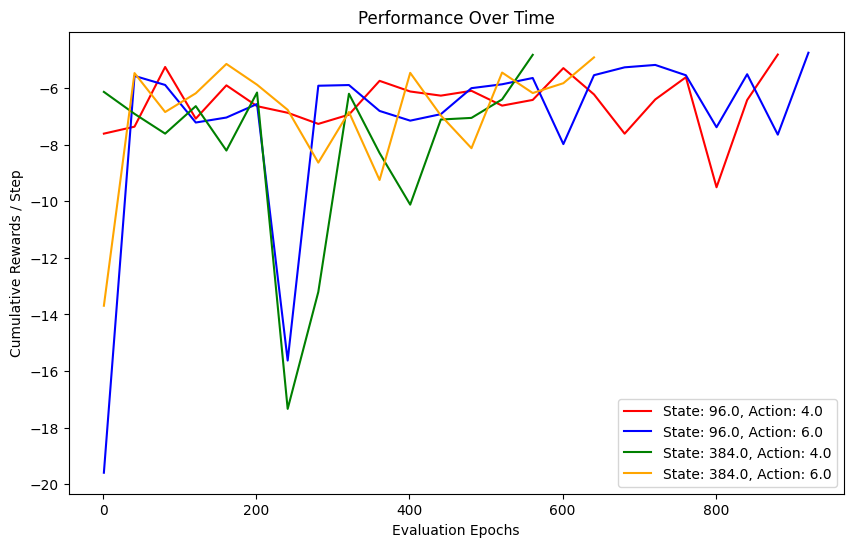 Performance Over Time
Cumulative Rewards / Step
−6
−8
−10
−12
−14
−16
−18
−20
0
200
400
600
800
Evaluation Epochs
State: 96.0, Action: 4.0
State: 96.0, Action: 6.0
State: 384.0, Action: 4.0
State: 384.0, Action: 6.0